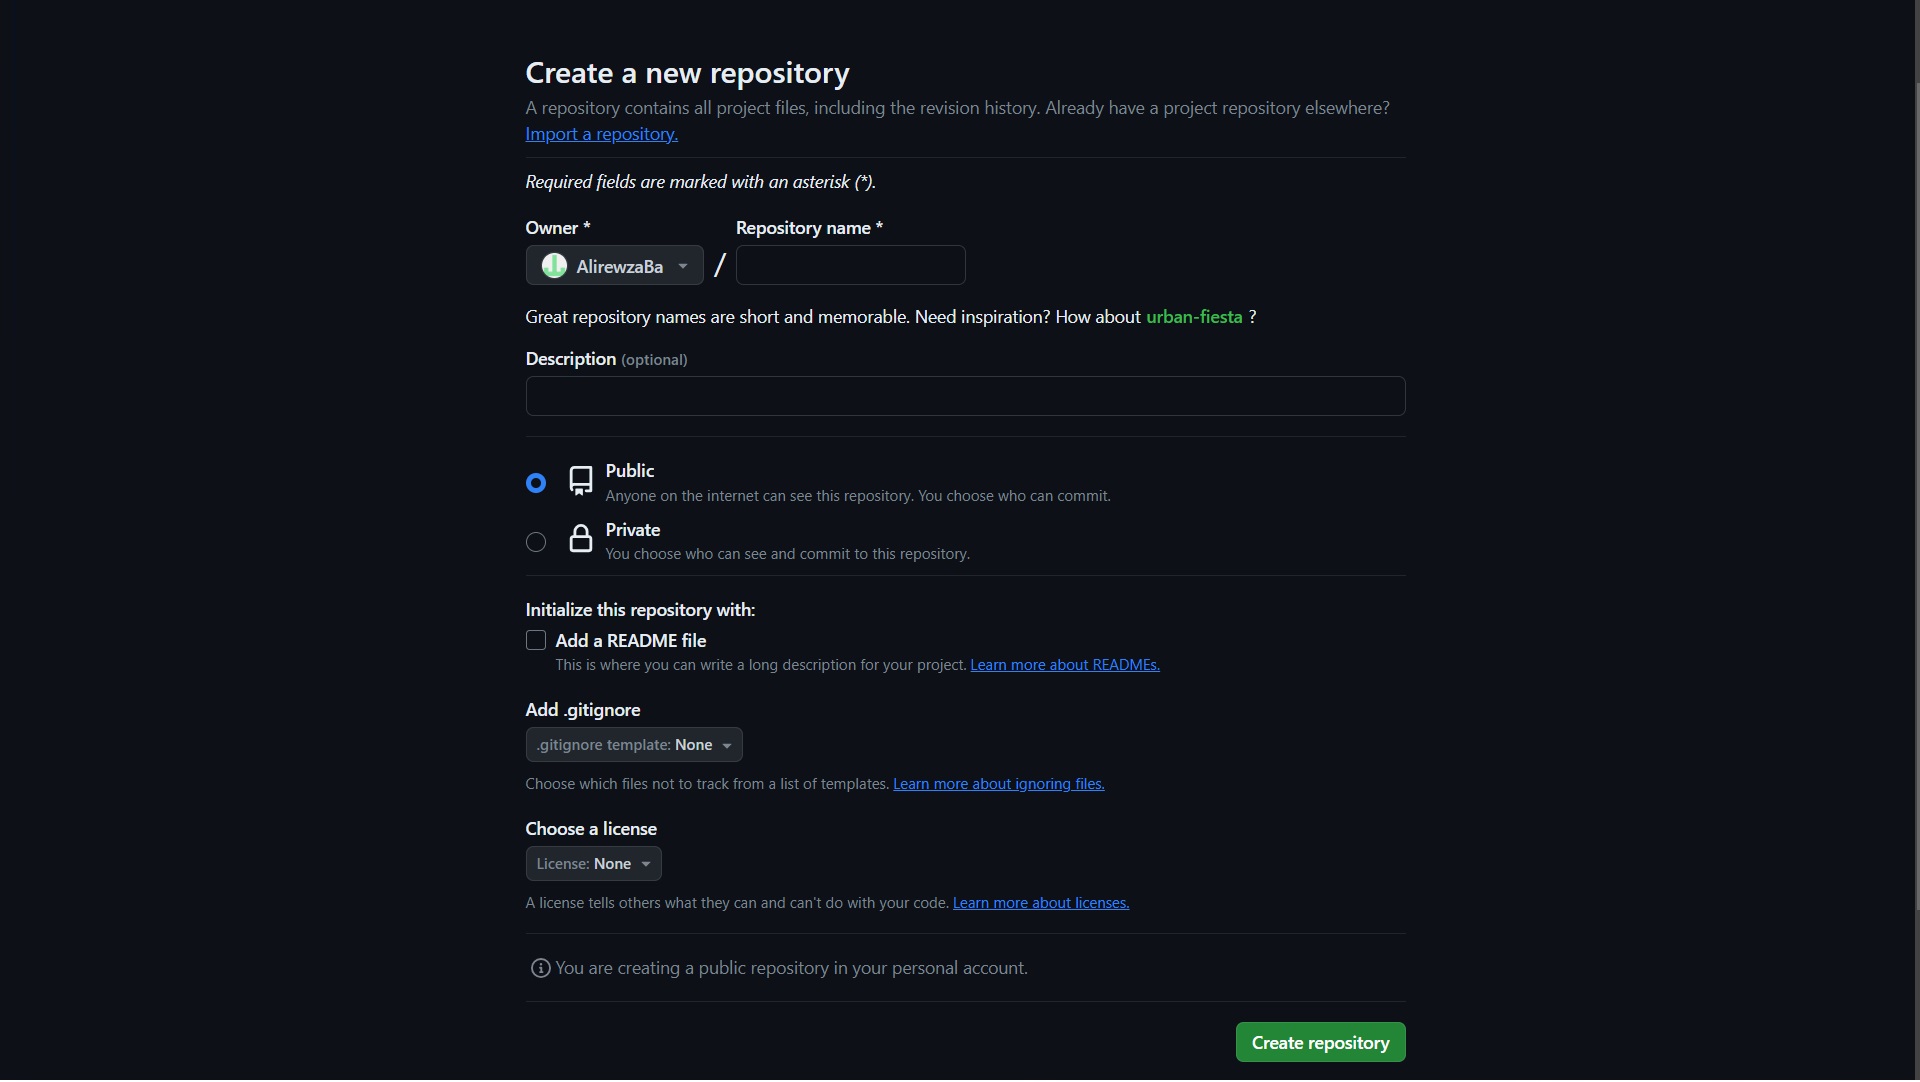 Create a new repository
A repository contains all project files, including the revision history. Already have a project repository elsewhere?
Import a repository.
Required fields are marked with an asterisk (*).
Owner * Repository name *
AlirewzaBa /
Great repository names are short and memorable. Need inspiration? How about urban-fiesta ?
Description (optional)
Public
Anyone on the internet can see this repository. You choose who can commit.
Private
You choose who can see and commit to this repository.
Initialize this repository with:
Add a README file
This is where you can write a long description for your project. Learn more about READMEs.
Add .gitignore
.gitignore template: None
Choose which files not to track from a list of templates. Learn more about ignoring files.
Choose a license
License: None
A license tells others what they can and can't do with your code. Learn more about licenses.
You are creating a public repository in your personal account.
Create repository